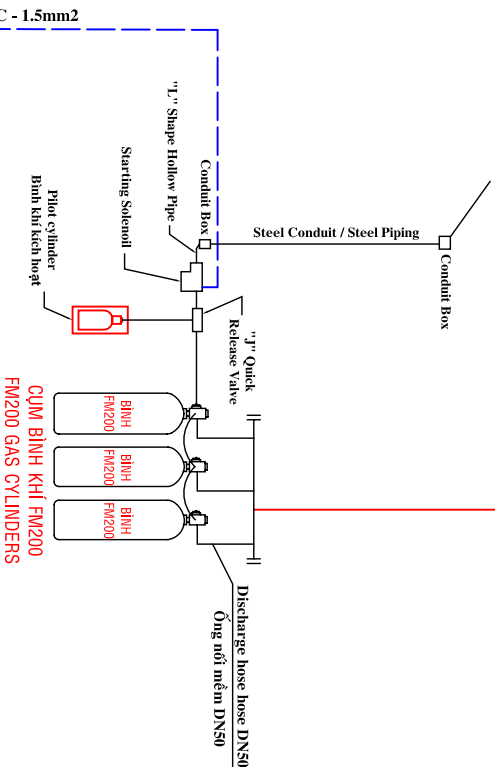 C - 1.5mm2
"L" Shape Hollow Pipe
Conduit Box
Starting Solenoil
Pilot cylinder
Bình khí kích hoạt
Steel Conduit / Steel Piping
Conduit Box
"J" Quick
Release Valve
BÌNH
FM200
BÌNH
FM200
BÌNH
FM200
CỤM BÌNH KHÍ FM200
FM200 GAS CYLINDERS
Discharge hose hose DN50
Ống nối mềm DN50